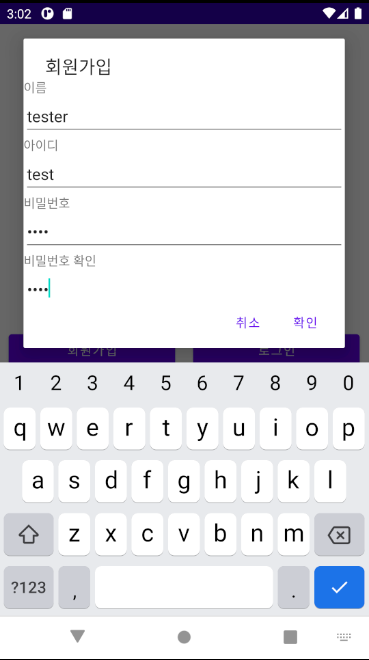 3:02
회원가입
이름
tester
아이디
test
비밀번호
••••
비밀번호 확인
••••
취소 확인
회원가입 로그인
1 2 3 4 5 6 7 8 9 0
q w e r t y u i o p
a s d f g h j k l
z x c v b n m
?123 , .